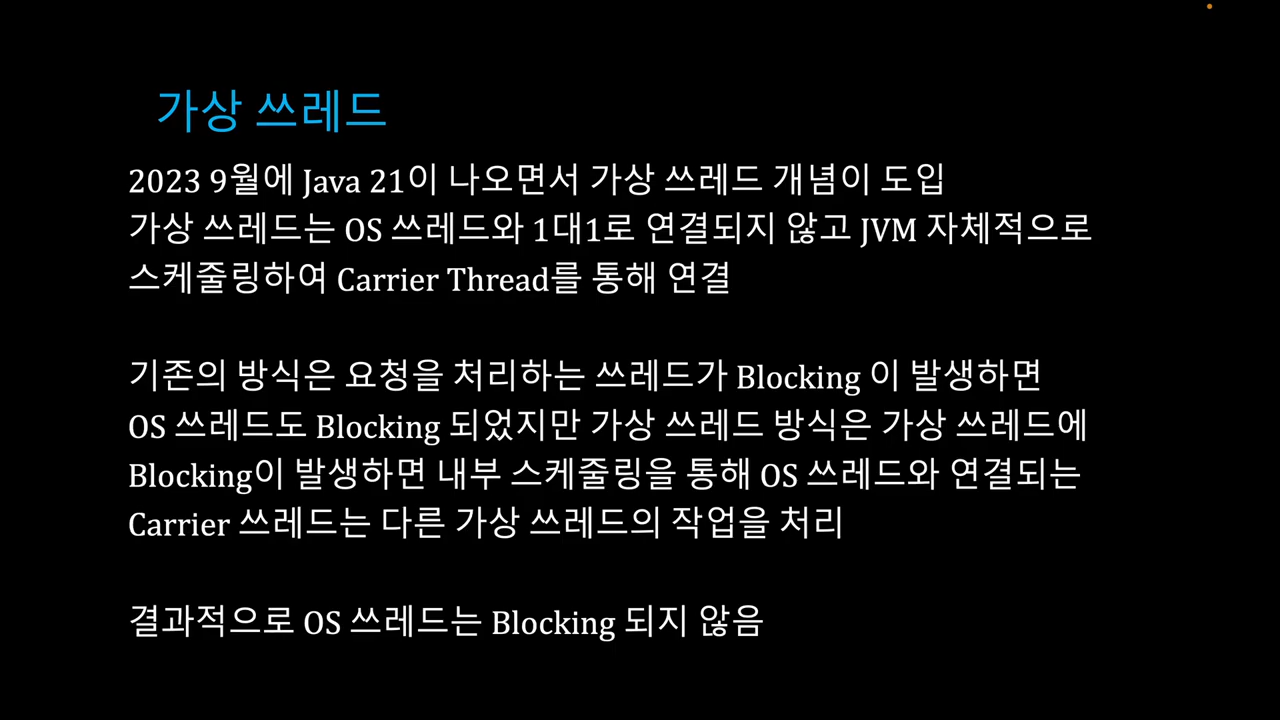 가상 쓰레드
2023 9월에 Java 21이 나오면서 가상 쓰레드 개념이 도입
가상 쓰레드는 OS 쓰레드와 1대1로 연결되지 않고 JVM 자체적으로
스케줄링하여 Carrier Thread를 통해 연결
기존의 방식은 요청을 처리하는 쓰레드가 Blocking 이 발생하면
OS 쓰레드도 Blocking 되었지만 가상 쓰레드 방식은 가상 쓰레드에
Blocking이 발생하면 내부 스케줄링을 통해 OS 쓰레드와 연결되는
Carrier 쓰레드는 다른 가상 쓰레드의 작업을 처리
결과적으로 OS 쓰레드는 Blocking 되지 않음